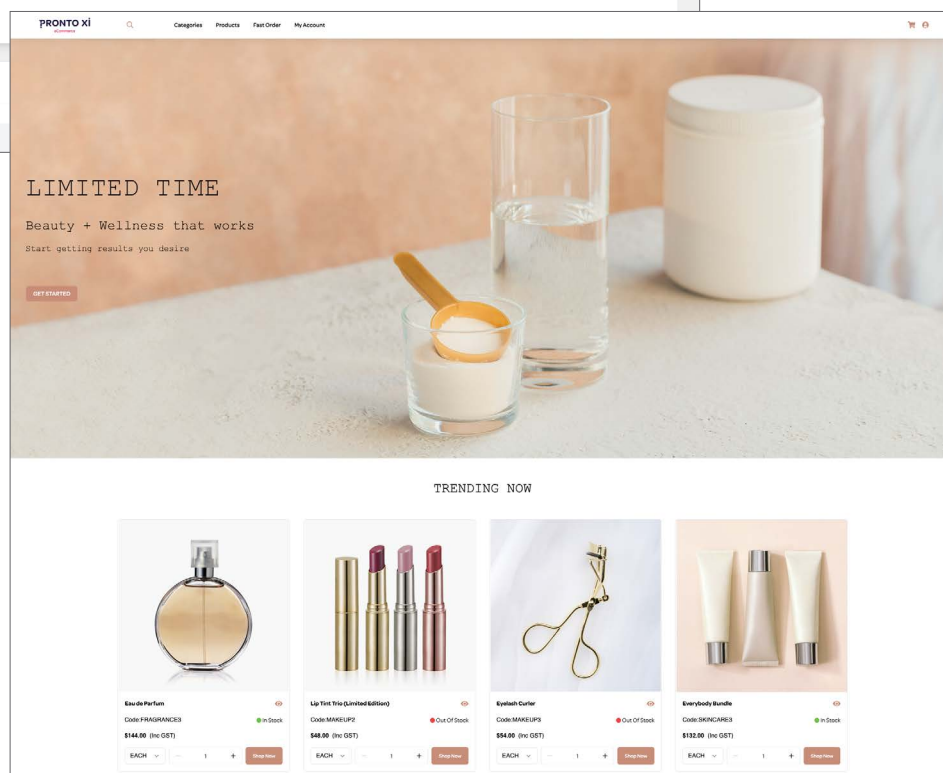 PRONTO Xi
eCommerce
Categories Products Fast Order My Account
LIMITED TIME
Beauty + Wellness that works
Start getting results you desire
GET STARTED
TRENDING NOW
Eau de Parfum
Code:FRAGRANCE3 In Stock
$144.00 (Inc GST)
EACH − 1 + Shop Now
Lip Tint Trio (Limited Edition)
Code:MAKEUP2 Out Of Stock
$48.00 (Inc GST)
EACH − 1 + Shop Now
Eyelash Curler
Code:MAKEUP3 Out Of Stock
$54.00 (Inc GST)
EACH − 1 + Shop Now
Everybody Bundle
Code:SKINCARE3 In Stock
$132.00 (Inc GST)
EACH − 1 + Shop Now